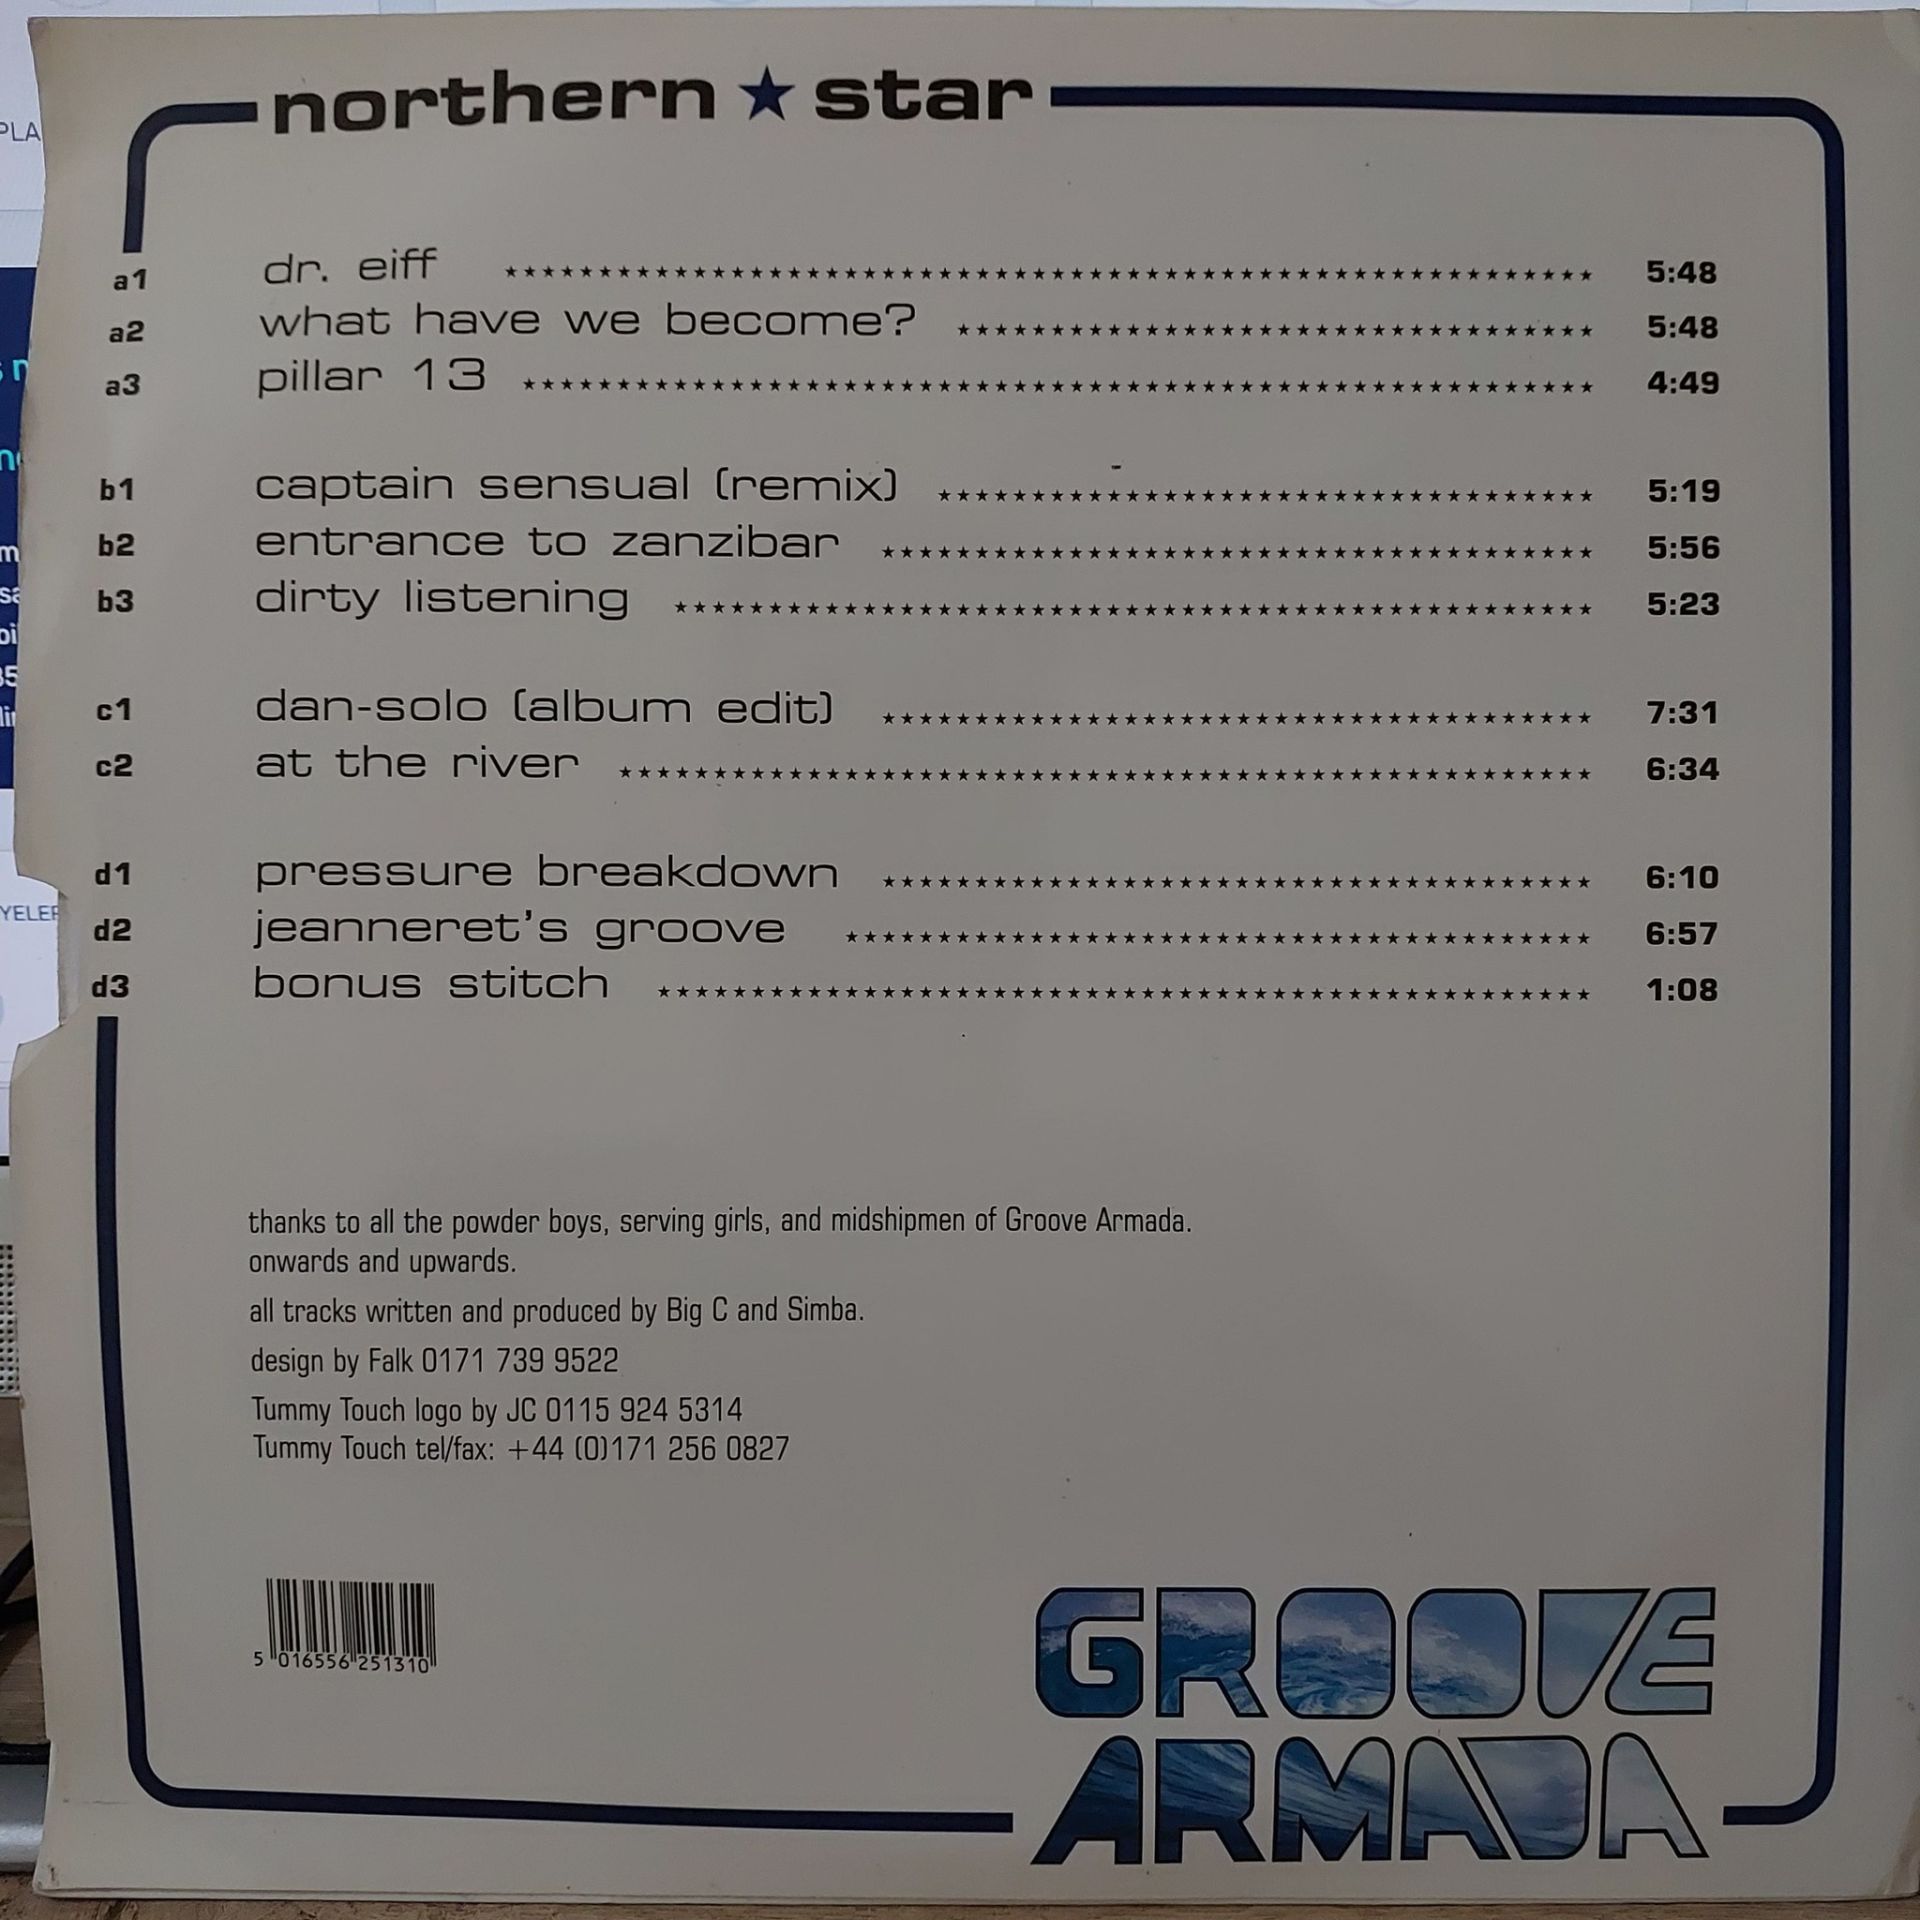 northern ★ star
a1 dr. eiff 5:48
a2 what have we become? 5:48
a3 pillar 13 4:49
b1 captain sensual (remix) 5:19
b2 entrance to zanzibar 5:56
b3 dirty listening 5:23
c1 dan-solo (album edit) 7:31
c2 at the river 6:34
d1 pressure breakdown 6:10
d2 jeanneret's groove 6:57
d3 bonus stitch 1:08
thanks to all the powder boys, serving girls, and midshipmen of Groove Armada.
onwards and upwards.
all tracks written and produced by Big C and Simba.
design by Falk 0171 739 9522
Tummy Touch logo by JC 0115 924 5314
Tummy Touch tel/fax: +44 (0)171 256 0827
5 016556 251310
GROOVE
ARMADA